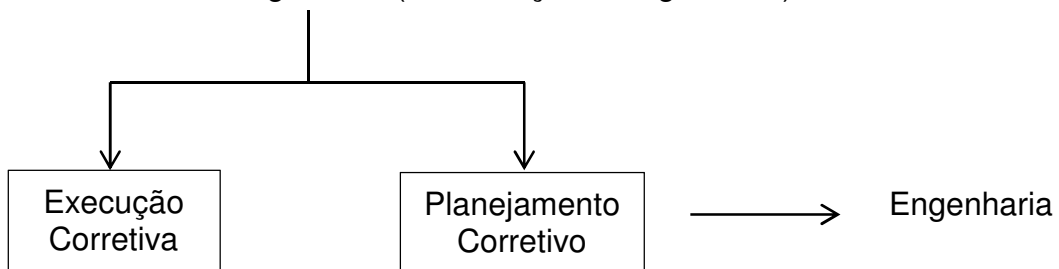 Execução
Corretiva
Planejamento
Corretivo
Engenharia